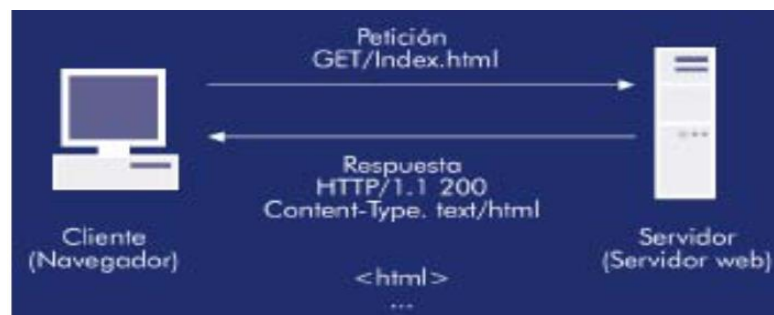 Petición
GET/Index.html
Respuesta
HTTP/1.1 200
Content-Type. text/html
Cliente
(Navegador)
Servidor
(Servidor web)
<html>
...